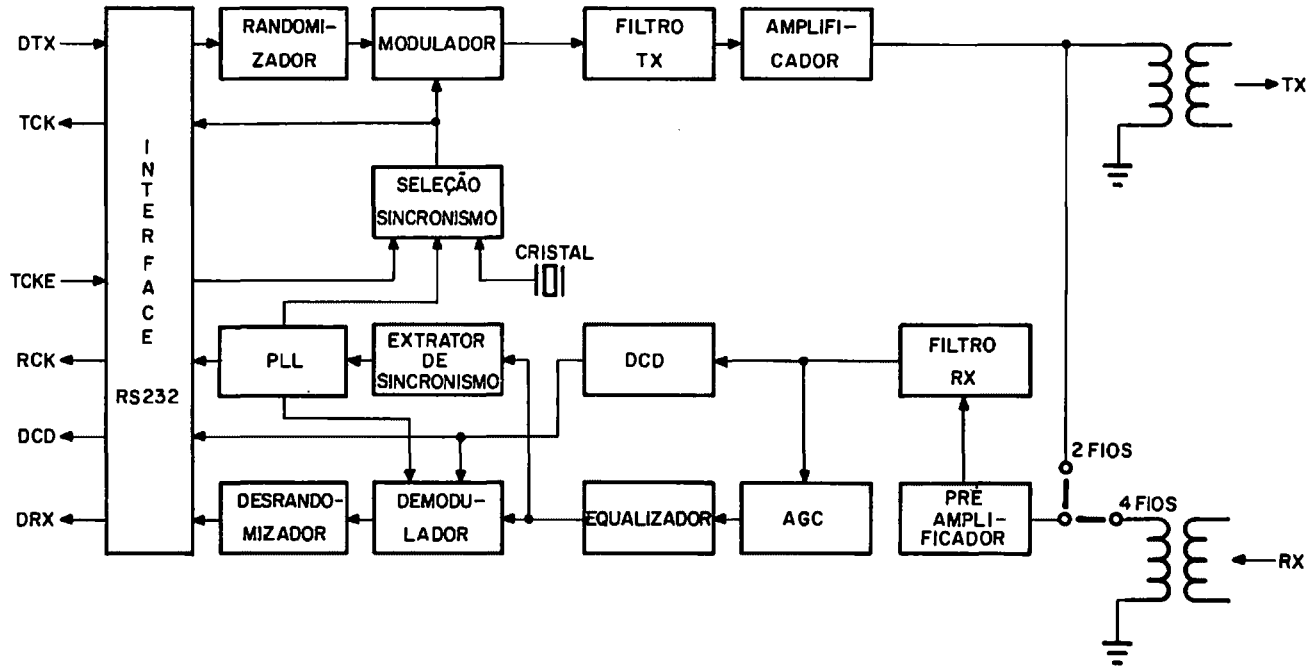 DTX
TCK
TCKE
RCK
DCD
DRX
INTERFACE
RS232
RANDOMI-
ZADOR
MODULADOR
FILTRO
TX
AMPLIFI-
CADOR
TX
SELEÇÃO
SINCRONISMO
CRISTAL
PLL
EXTRATOR
DE
SINCRONISMO
DCD
FILTRO
RX
2 FIOS
4 FIOS
DESRANDO-
MIZADOR
DEMODU-
LADOR
EQUALIZADOR
AGC
PRÉ
AMPLI-
FICADOR
RX